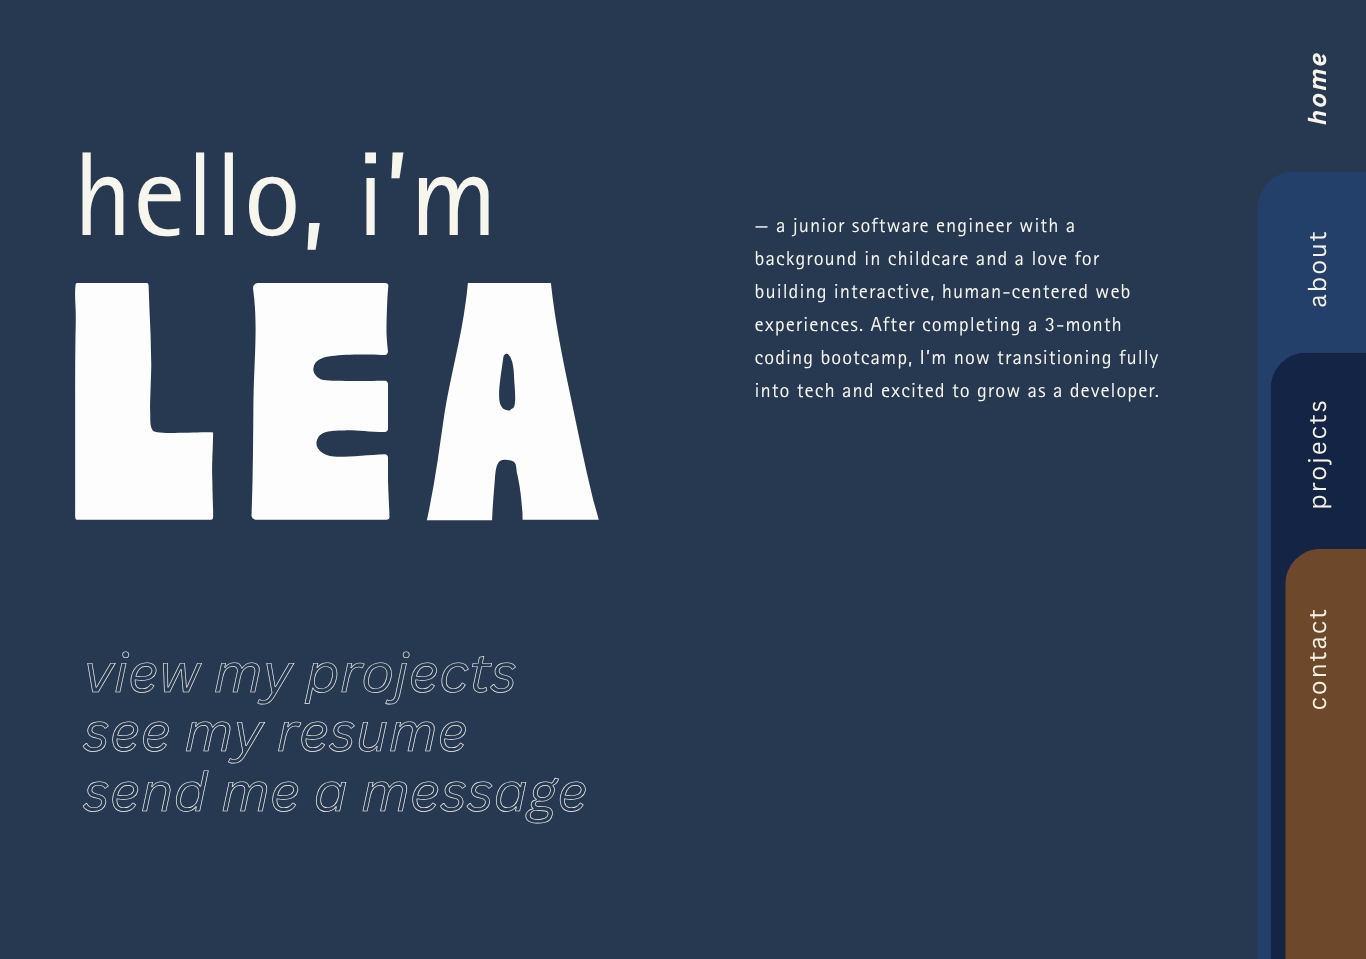 hello, i'm
LEA
— a junior software engineer with a
background in childcare and a love for
building interactive, human-centered web
experiences. After completing a 3-month
coding bootcamp, I'm now transitioning fully
into tech and excited to grow as a developer.
view my projects
see my resume
send me a message
home
about
projects
contact